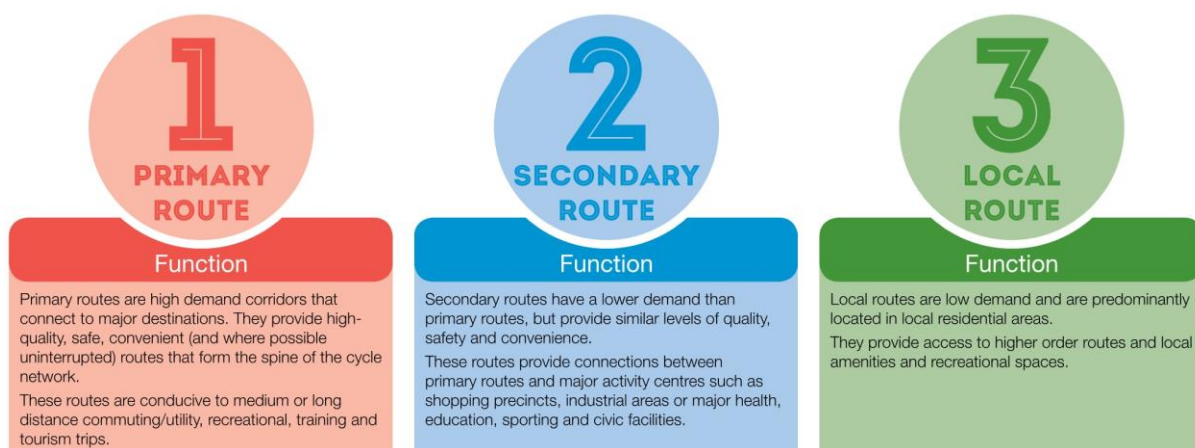 1
PRIMARY
ROUTE
Function
Primary routes are high demand corridors that
connect to major destinations. They provide high-
quality, safe, convenient (and where possible
uninterrupted) routes that form the spine of the cycle
network.
These routes are conducive to medium or long
distance commuting/utility, recreational, training and
tourism trips.
2
SECONDARY
ROUTE
Function
Secondary routes have a lower demand than
primary routes, but provide similar levels of quality,
safety and convenience.
These routes provide connections between
primary routes and major activity centres such as
shopping precincts, industrial areas or major health,
education, sporting and civic facilities.
3
LOCAL
ROUTE
Function
Local routes are low demand and are predominantly
located in local residential areas.
They provide access to higher order routes and local
amenities and recreational spaces.